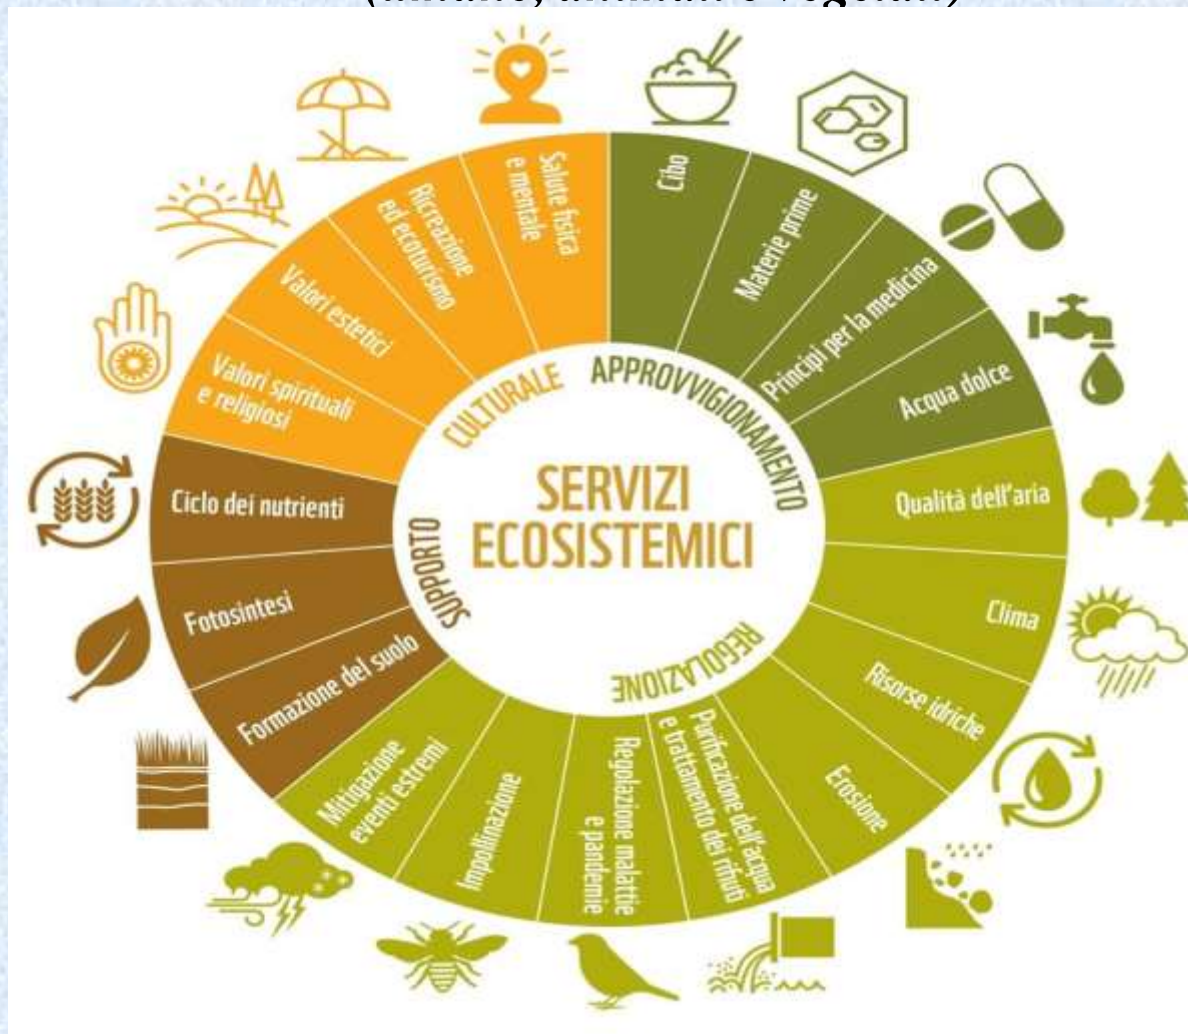 animali e vegetali)
SERVIZI
ECOSISTEMICI
APPROVVIGIONAMENTO
Cibo
Materie prime
Principi per la medicina
Acqua dolce
REGOLAZIONE
Qualità dell'aria
Clima
Risorse idriche
Erosione
Purificazione dell'acqua
e trattamento dei rifiuti
Regolazione malattie
e pandemie
Impollinazione
Mitigazione
eventi estremi
SUPPORTO
Formazione del suolo
Fotosintesi
Ciclo dei nutrienti
CULTURALE
Valori spirituali
e religiosi
Valori estetici
Ricreazione
ed ecoturismo
Salute fisica
e mentale